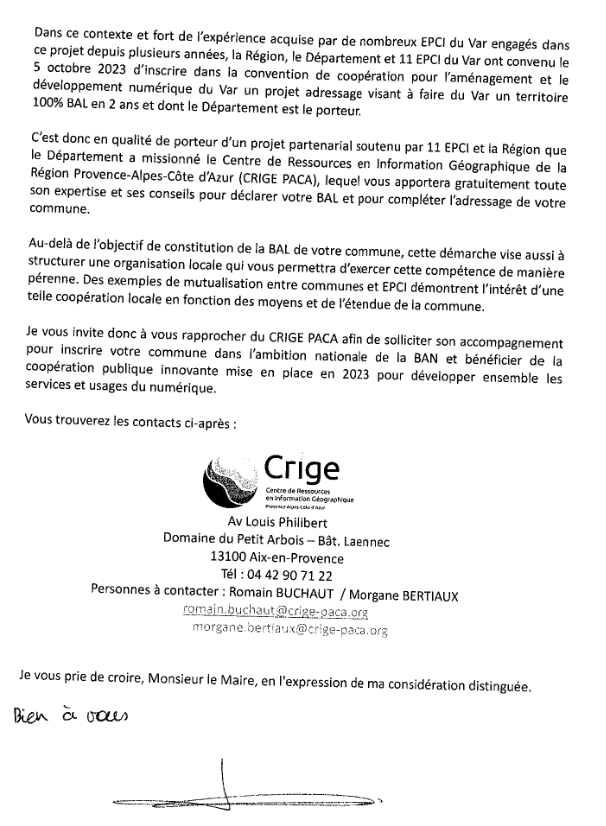 Dans ce contexte et fort de l'expérience acquise par de nombreux EPCI du Var engagés dans
ce projet depuis plusieurs années, la Région, le Département et 11 EPCI du Var ont convenu le
5 octobre 2023 d'inscrire dans la convention de coopération pour l'aménagement et le
développement numérique du Var un projet adressage visant à faire du Var un territoire
100% BAL en 2 ans et dont le Département est le porteur.
C'est donc en qualité de porteur d'un projet partenarial soutenu par 11 EPCI et la Région que
le Département a missionné le Centre de Ressources en Information Géographique de la
Région Provence-Alpes-Côte d'Azur (CRIGE PACA), lequel vous apportera gratuitement toute
son expertise et ses conseils pour déclarer votre BAL et pour compléter l'adressage de votre
commune.
Au-delà de l'objectif de constitution de la BAL de votre commune, cette démarche vise aussi à
structurer une organisation locale qui vous permettra d'exercer cette compétence de manière
pérenne. Des exemples de mutualisation entre communes et EPCI démontrent l'intérêt d'une
telle coopération locale en fonction des moyens et de l'étendue de la commune.
Je vous invite donc à vous rapprocher du CRIGE PACA afin de solliciter son accompagnement
pour inscrire votre commune dans l'ambition nationale de la BAN et bénéficier de la
coopération publique innovante mise en place en 2023 pour développer ensemble les
services et usages du numérique.
Vous trouverez les contacts ci-après :
Crige
Centre de Ressources
en Information Géographique
Provence-Alpes-Côte d'Azur
Av Louis Philibert
Domaine du Petit Arbois – Bât. Laennec
13100 Aix-en-Provence
Tél : 04 42 90 71 22
Personnes à contacter : Romain BUCHAUT / Morgane BERTIAUX
romain.buchaut@crige-paca.org
morgane.bertiaux@crige-paca.org
Je vous prie de croire, Monsieur le Maire, en l'expression de ma considération distinguée.
Bien à vous